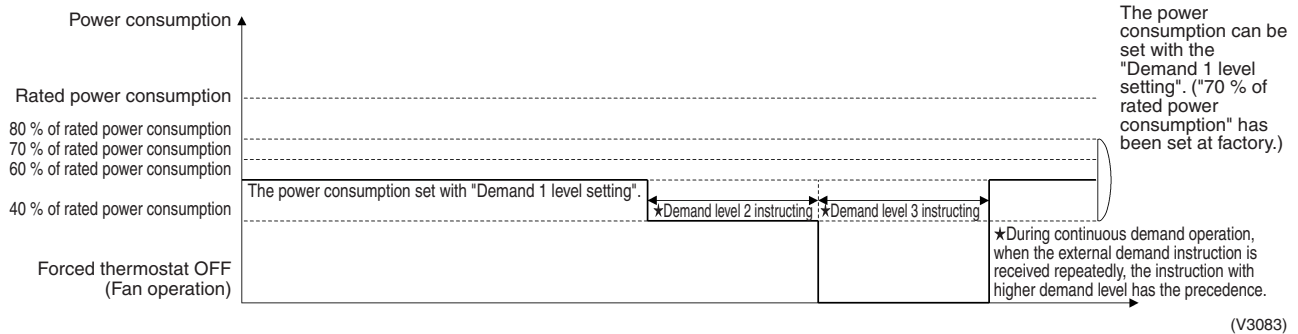 Power consumption
Rated power consumption
80 % of rated power consumption
70 % of rated power consumption
60 % of rated power consumption
40 % of rated power consumption
Forced thermostat OFF
(Fan operation)
The power consumption set with "Demand 1 level setting".
★Demand level 2 instructing
★Demand level 3 instructing
The power
consumption can be
set with the
"Demand 1 level
setting". ("70 % of
rated power
consumption" has
been set at factory.)
★During continuous demand operation,
when the external demand instruction is
received repeatedly, the instruction with
higher demand level has the precedence.
(V3083)